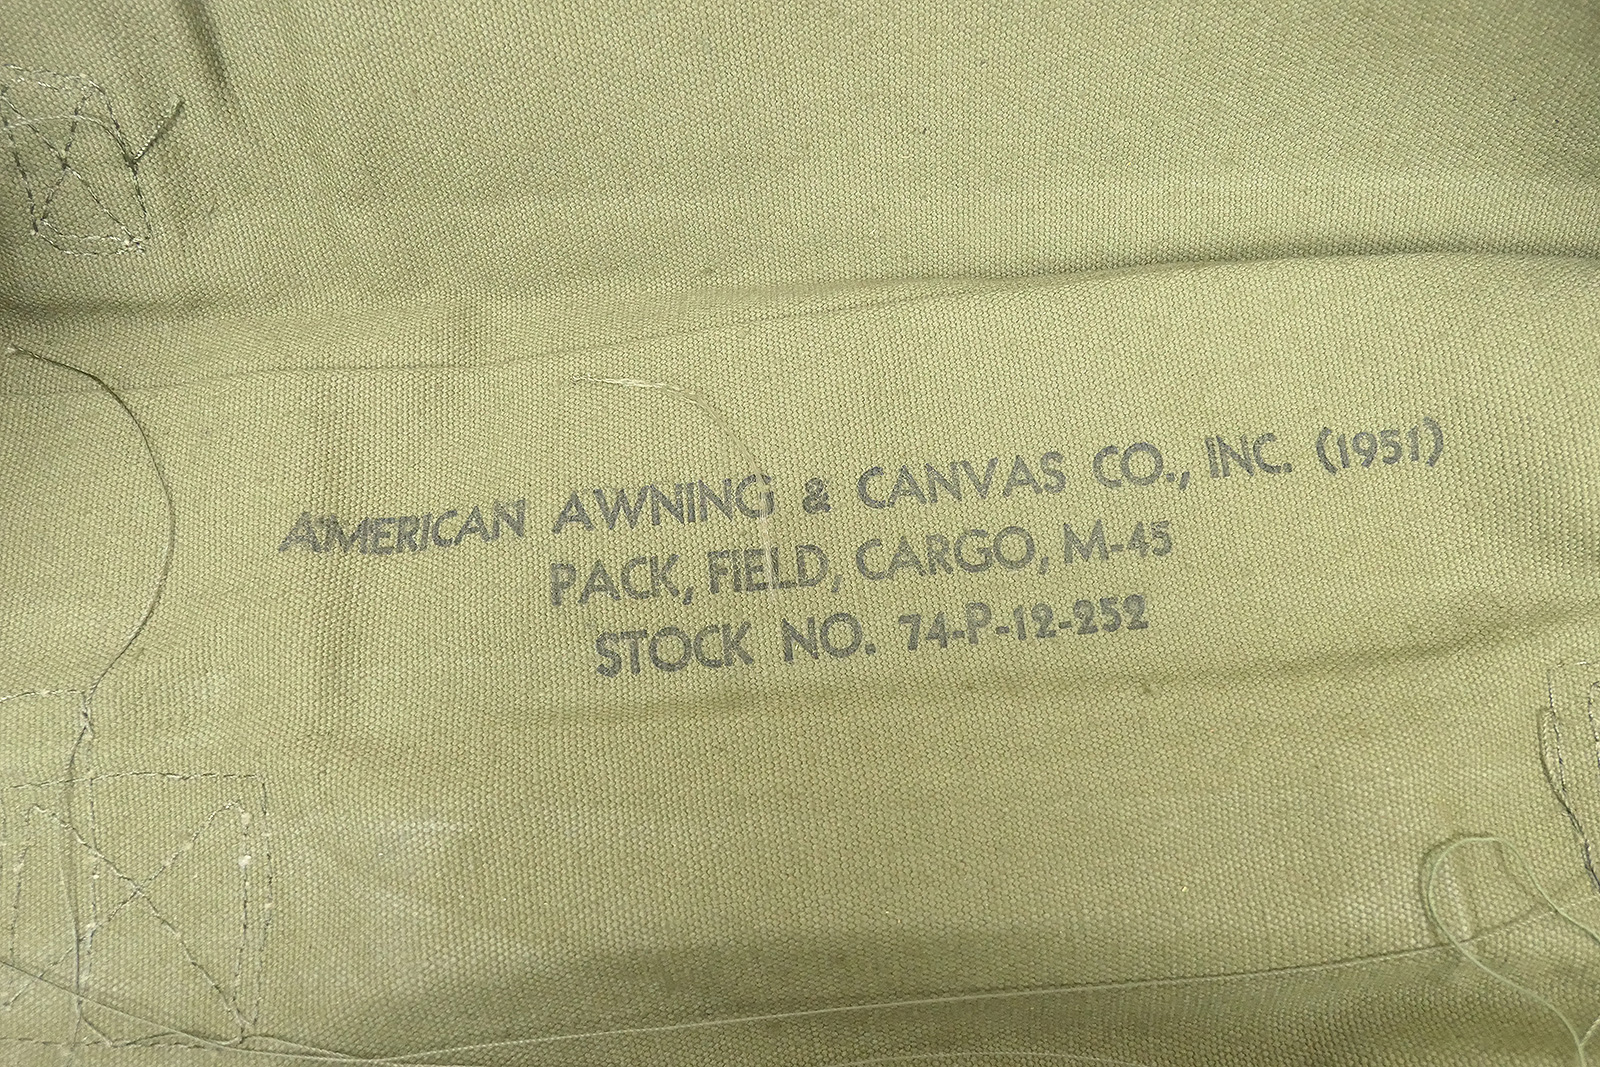 AMERICAN AWNING & CANVAS CO., INC. (1951)
PACK, FIELD, CARGO, M-45
STOCK NO. 74-P-12-252